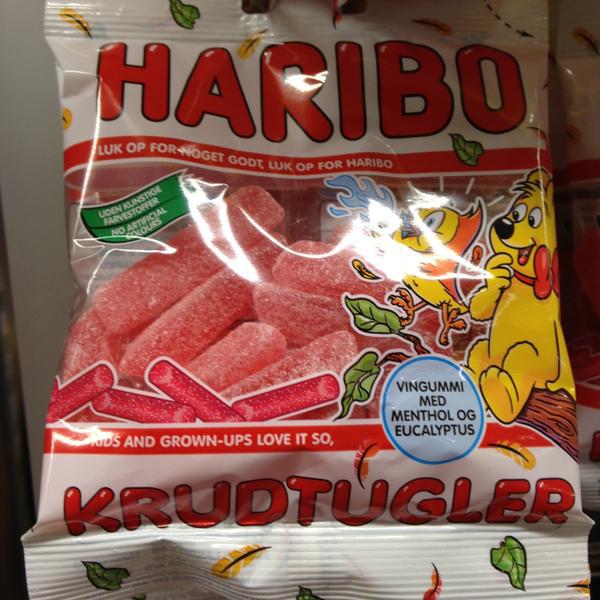 HARIBO
LUK OP FOR NOGET GODT, LUK OP FOR HARIBO
UDEN KUNSTIGE
FARVESTOFFER
NO ARTIFICIAL
COLOURS
VINGUMMI
MED
MENTHOL OG
EUCALYPTUS
KIDS AND GROWN-UPS LOVE IT SO,
KRUDTUGLER